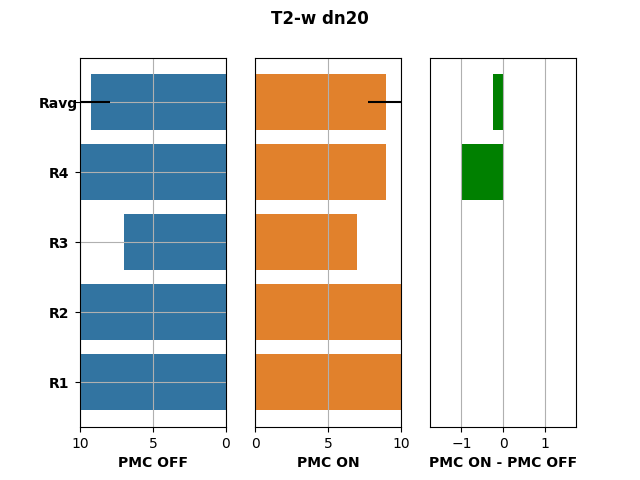 T2-w dn20
Ravg
R4
R3
R2
R1
10 5 0
0 5 10
−1 0 1
PMC OFF
PMC ON
PMC ON - PMC OFF